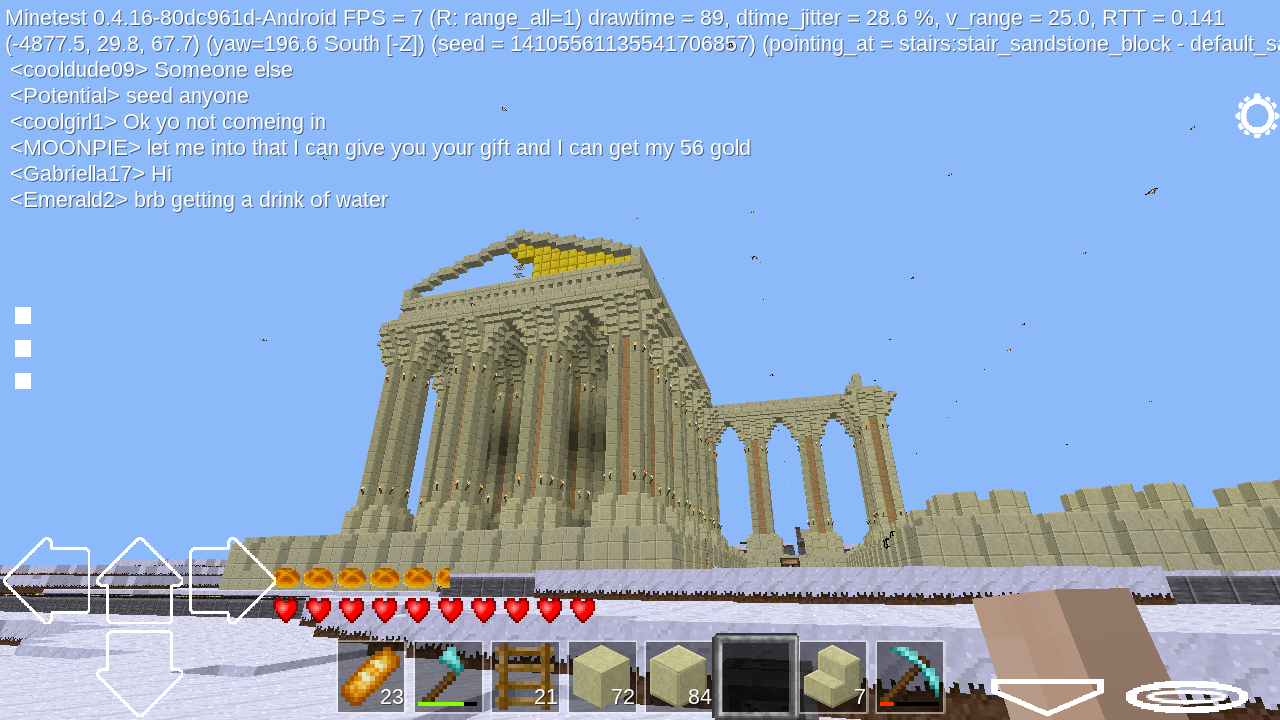 Minetest 0.4.16-80dc961d-Android FPS = 7 (R: range_all=1) drawtime = 89, dtime_jitter = 28.6 %, v_range = 25.0, RTT = 0.141
(-4877.5, 29.8, 67.7) (yaw=196.6 South [-Z]) (seed = 14105561135541706857) (pointing_at = stairs:stair_sandstone_block - default_sa
<cooldude09> Someone else
<Potential> seed anyone
<coolgirl1> Ok yo not comeing in
<MOONPIE> let me into that I can give you your gift and I can get my 56 gold
<Gabriella17> Hi
<Emerald2> brb getting a drink of water
23 21 72 84 7